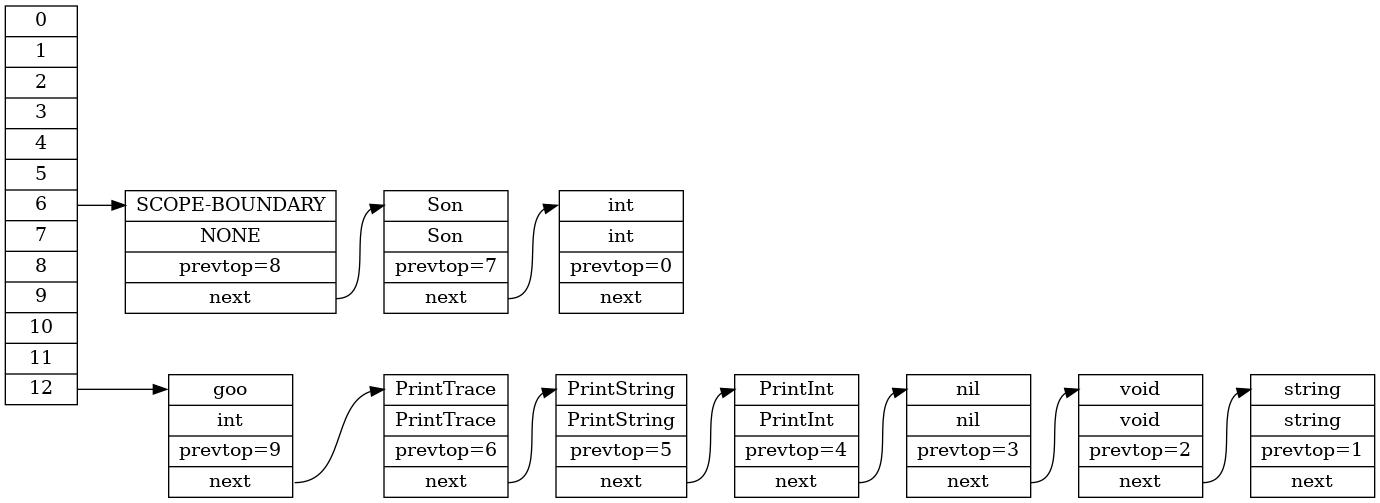 0
1
2
3
4
5
6
7
8
9
10
11
12
SCOPE-BOUNDARY
NONE
prevtop=8
next
Son
Son
prevtop=7
next
int
int
prevtop=0
next
goo
int
prevtop=9
next
PrintTrace
PrintTrace
prevtop=6
next
PrintString
PrintString
prevtop=5
next
PrintInt
PrintInt
prevtop=4
next
nil
nil
prevtop=3
next
void
void
prevtop=2
next
string
string
prevtop=1
next